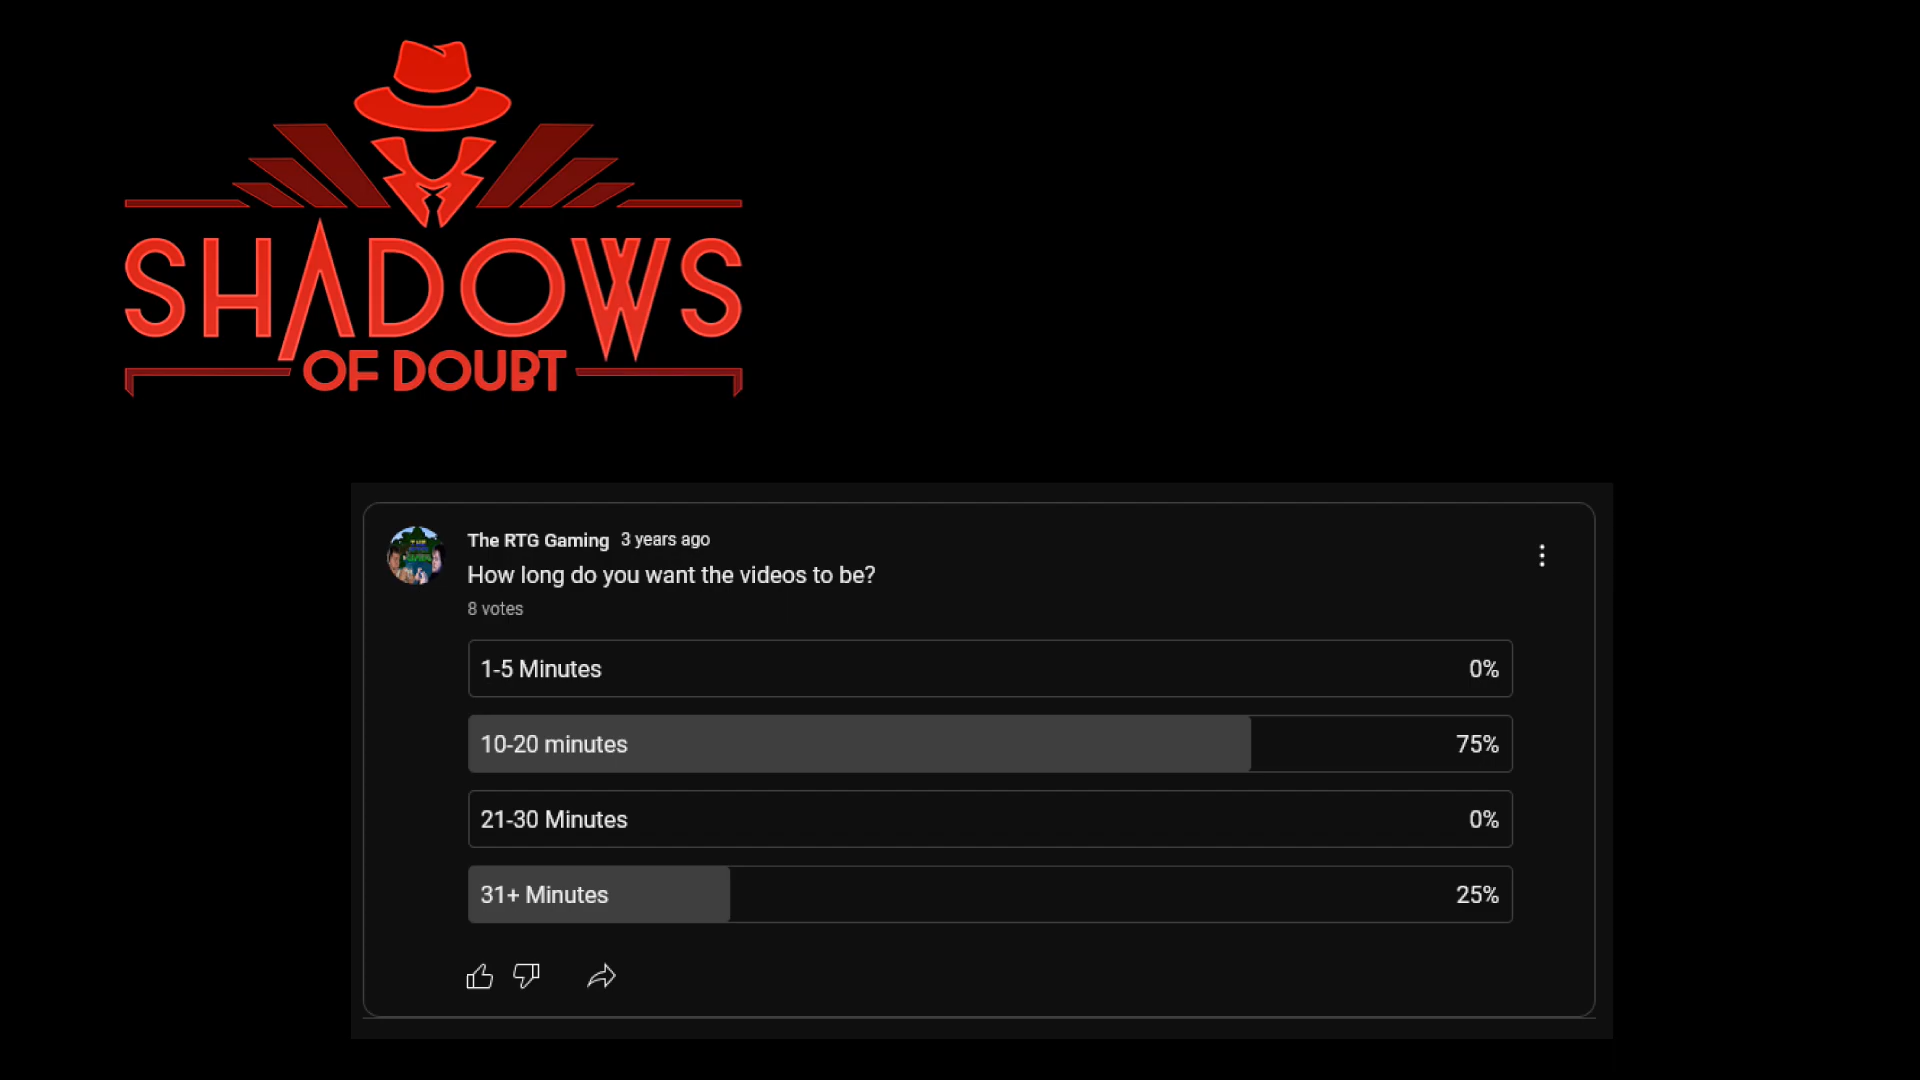 SHADOWS
OF DOUBT
The RTG Gaming 3 years ago
How long do you want the videos to be?
8 votes
1-5 Minutes 0%
10-20 minutes 75%
21-30 Minutes 0%
31+ Minutes 25%